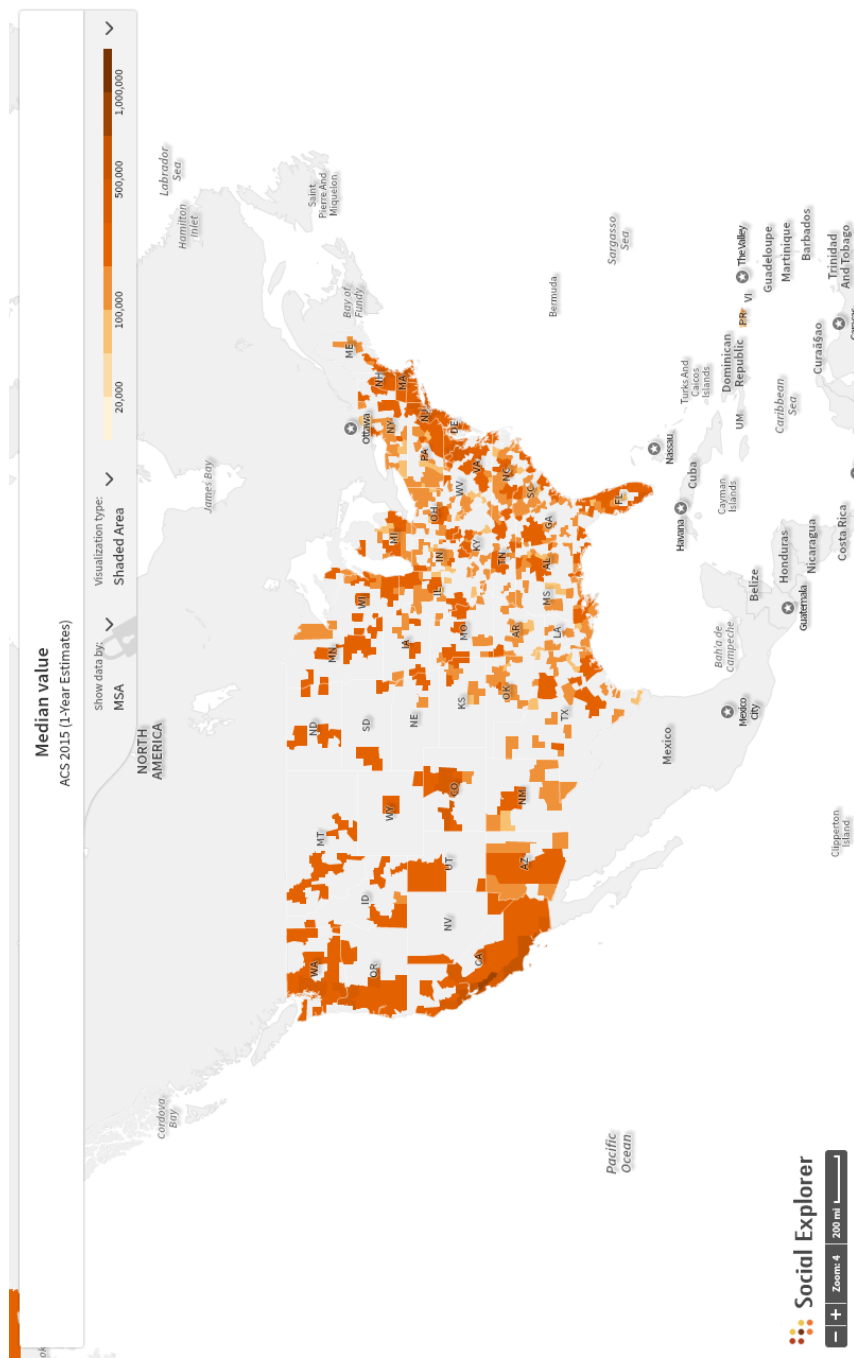 Median value
ACS 2015 (1-Year Estimates)
Show data by:
MSA
Visualization type:
Shaded Area
20,000
100,000
500,000
1,000,000
Labrador
Sea
Hamilton
Inlet
James Bay
NORTH
AMERICA
Cordova
Bay
Saint
Pierre And
Miquelon
Bay of
Fundy
Ottawa
WA
MT
ND
MN
ME
OR
ID
WY
SD
WI
MI
NY
NH
MA
NV
UT
CO
NE
IA
IL
IN
OH
PA
NJ
CA
KS
MO
KY
WV
VA
DE
AZ
NM
OK
AR
TN
NC
TX
LA
MS
AL
GA
SC
FL
Bermuda
Sargasso
Sea
Pacific
Ocean
Mexico
Mexico
City
Bah'a de
Campeche
Havana
Cuba
Nassau
Cayman
Islands
Turks And
Caicos
Islands
UM
Dominican
Republic
PR
VI
The Valley
Guadeloupe
Martinique
Barbados
Caribbean
Sea
Belize
Guatemala
Honduras
Nicaragua
Costa Rica
Curaãšao
Trinidad
And Tobago
Clipperton
Island
Social Explorer
− + Zoom: 4 200 mi